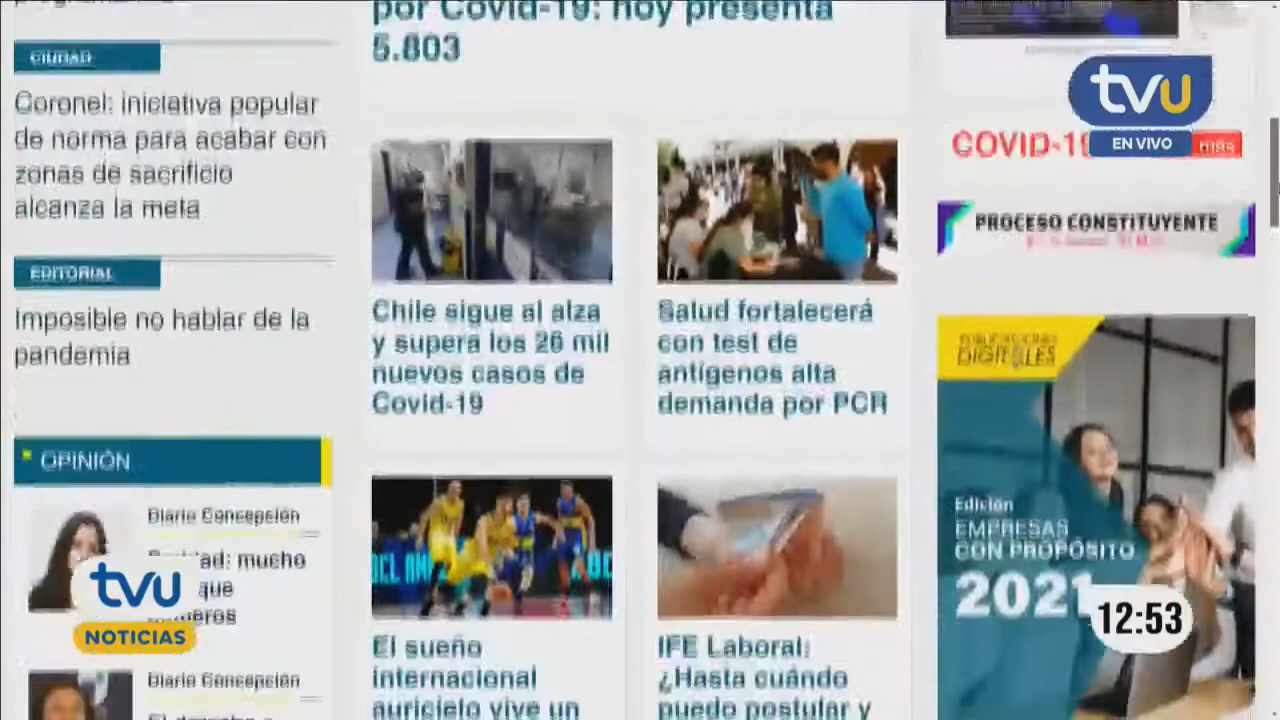 por Covid-19: hoy presenta
5.803
CIUDAD
Coronel: iniciativa popular
de norma para acabar con
zonas de sacrificio
alcanza la meta
EDITORIAL
Imposible no hablar de la
pandemia
OPINIÓN
Diario Concepción
ad: mucho
que
Diario Concepción
Chile sigue al alza
y supera los 26 mil
nuevos casos de
Covid-19
Salud fortalecerá
con test de
antígenos alta
demanda por PCR
El sueño
internacional
auricielo vive un
IFE Laboral:
¿Hasta cuándo
puedo postular y
tvu
EN VIVO
COVID-19
más
PROCESO CONSTITUYENTE
PUBLICACIONES
DIGITALES
Edición
EMPRESAS
CON PROPÓSITO
2021
12:53
tvu
NOTICIAS